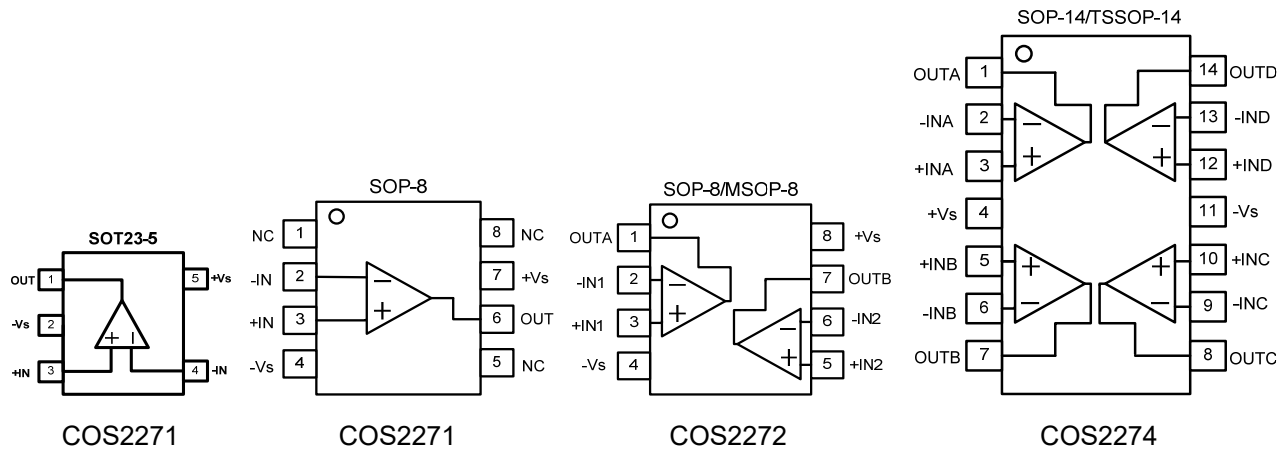 SOT23-5
OUT 1
5 +Vs
-Vs 2
+IN 3
4 -IN
+ −
COS2271
SOP-8
NC 1
8 NC
-IN 2
7 +Vs
+IN 3
6 OUT
-Vs 4
5 NC
−
+
COS2271
SOP-8/MSOP-8
OUTA 1
8 +Vs
-IN1 2
7 OUTB
+IN1 3
6 -IN2
-Vs 4
5 +IN2
−
+
−
+
COS2272
SOP-14/TSSOP-14
OUTA 1
14 OUTD
-INA 2
13 -IND
+INA 3
12 +IND
+Vs 4
11 -Vs
+INB 5
10 +INC
-INB 6
9 -INC
OUTB 7
8 OUTC
− −
+ +
+ +
− −
COS2274